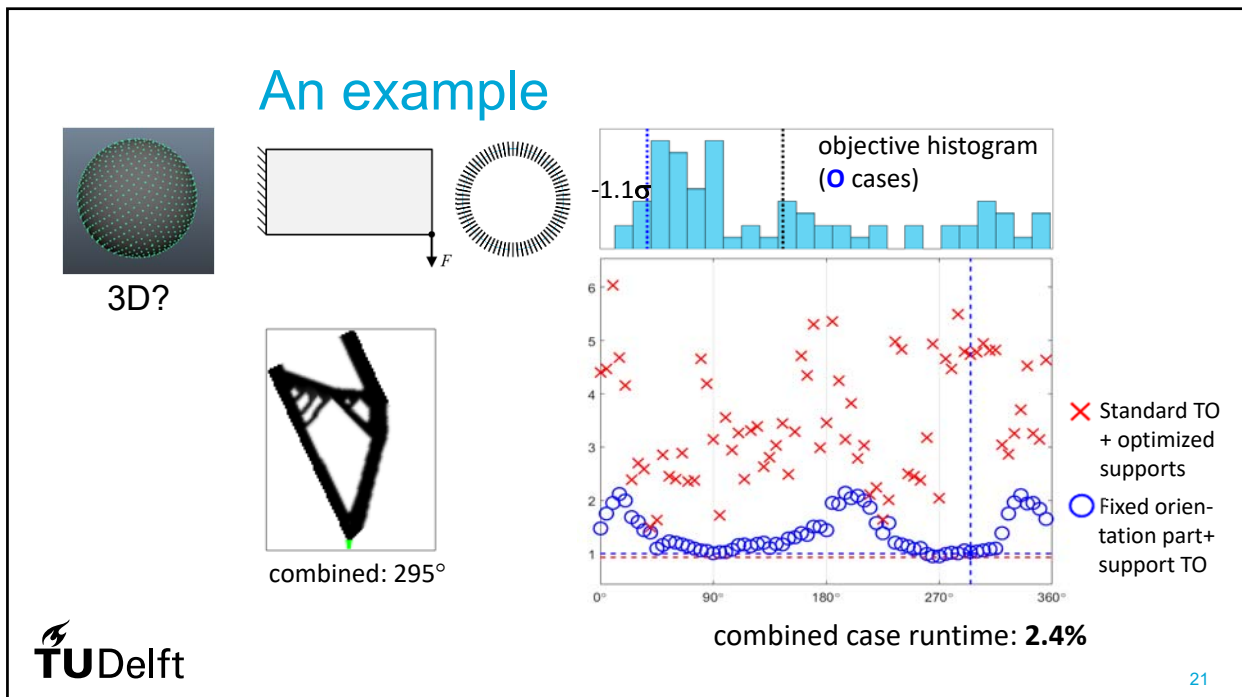 An example
3D?
F
-1.1σ
objective histogram
(O cases)
6
5
4
3
2
1
0°
90°
180°
270°
360°
Standard TO
+ optimized
supports
Fixed orien-
tation part+
support TO
combined: 295°
combined case runtime: 2.4%
TUDelft
21